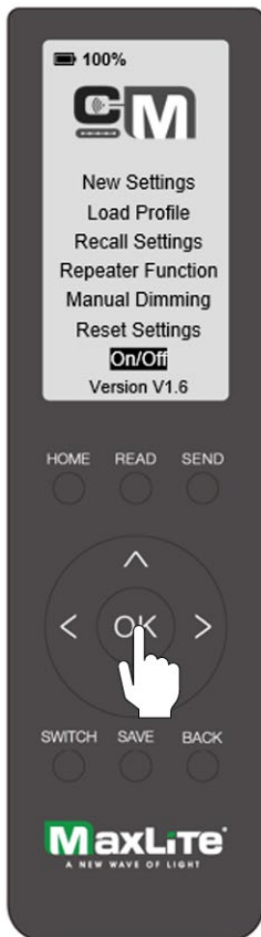 100%
CM
New Settings
Load Profile
Recall Settings
Repeater Function
Manual Dimming
Reset Settings
On/Off
Version V1.6
HOME READ SEND
OK
SWITCH SAVE BACK
MaxLiTe®
A NEW WAVE OF LIGHT